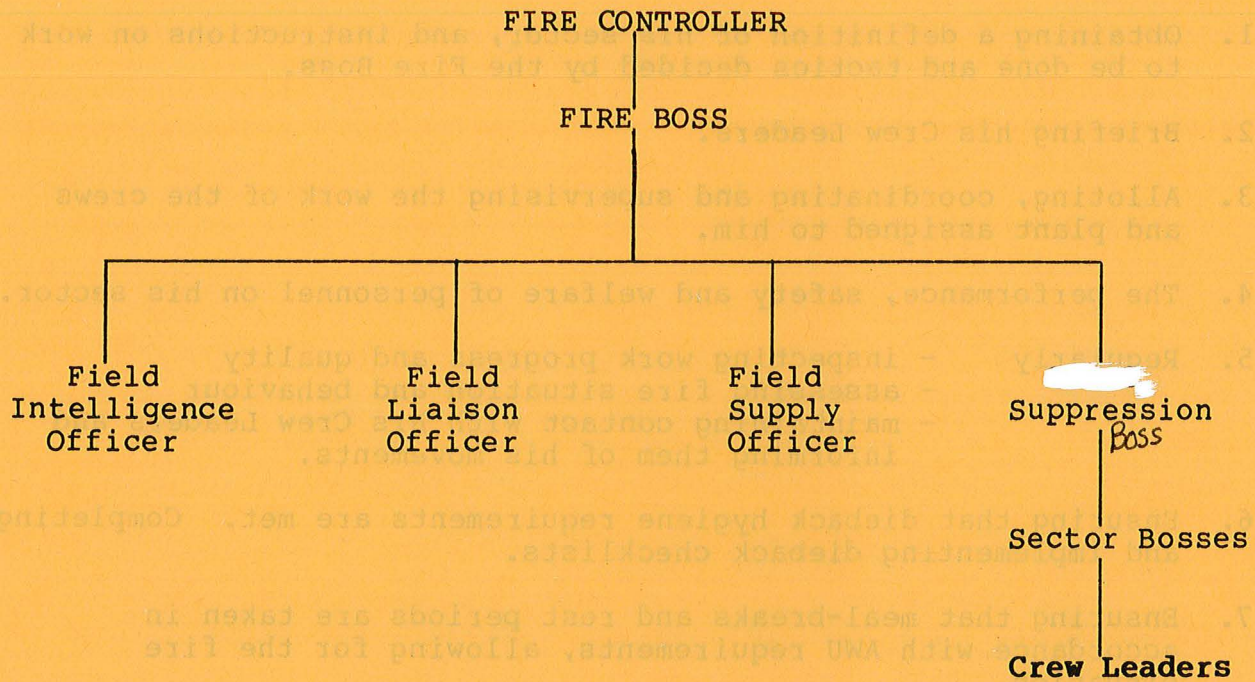 FIRE CONTROLLER
FIRE BOSS
Field Intelligence Officer
Field Liaison Officer
Field Supply Officer
Suppression Boss
Sector Bosses
Crew Leaders